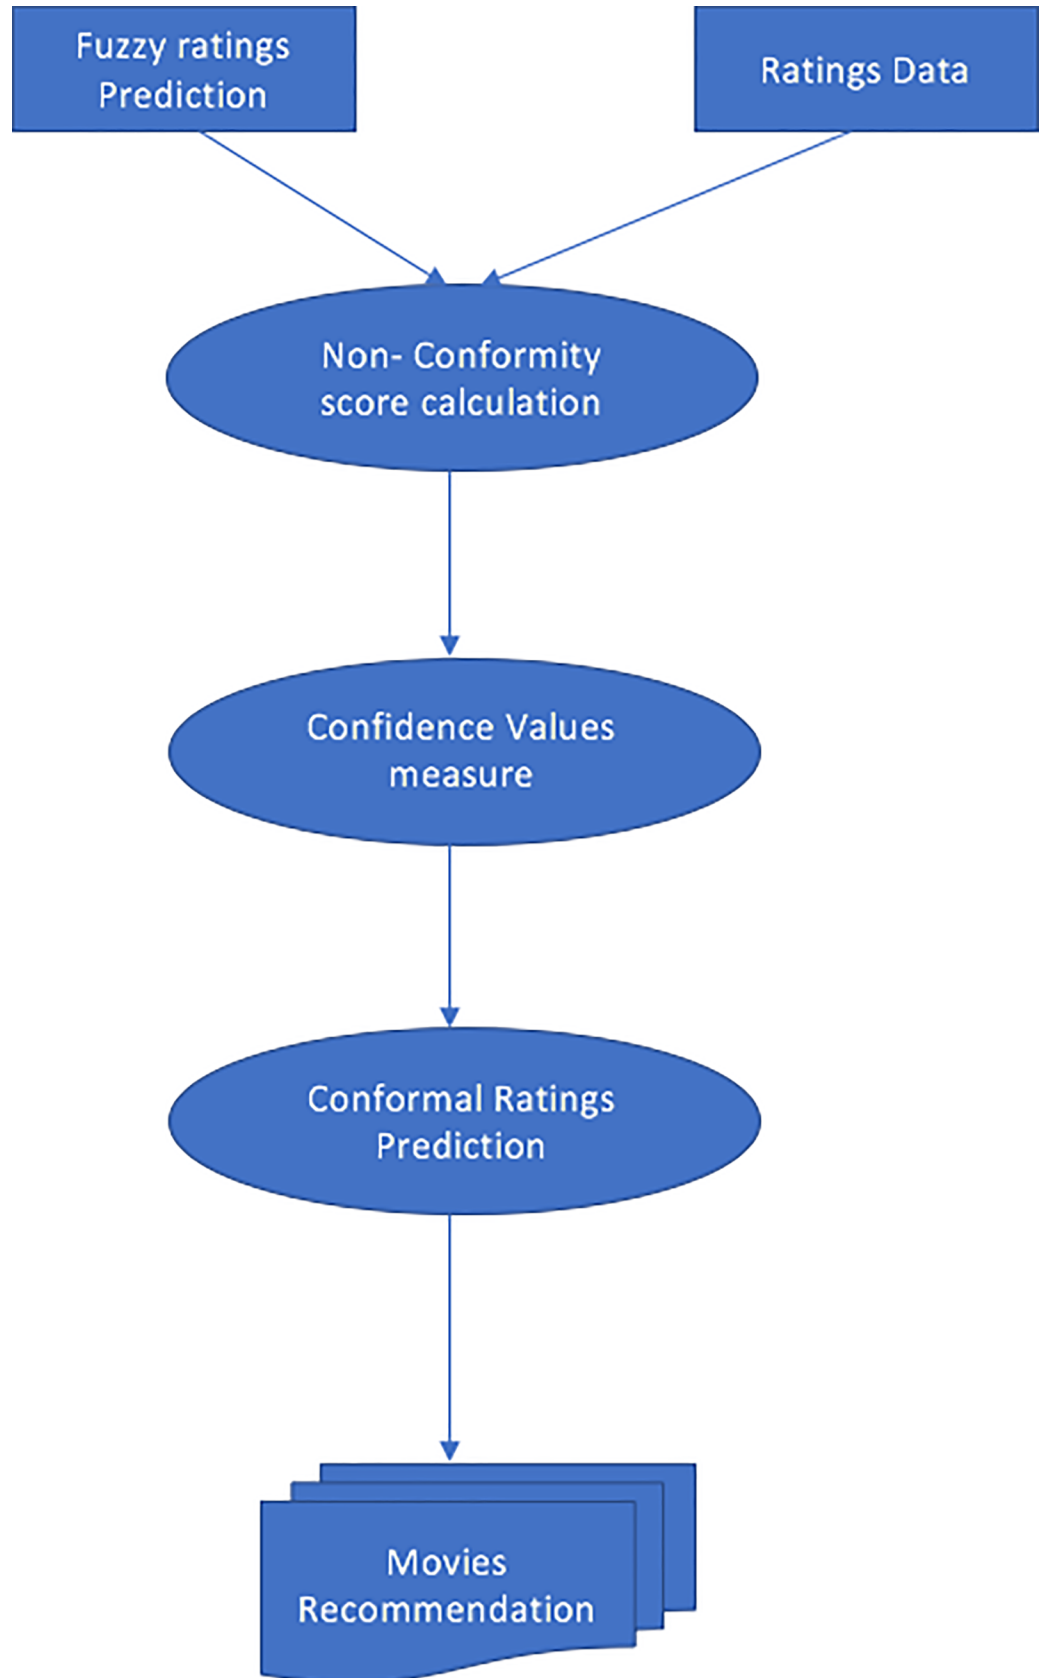 Fuzzy ratings
Prediction
Ratings Data
Non- Conformity
score calculation
Confidence Values
measure
Conformal Ratings
Prediction
Movies
Recommendation